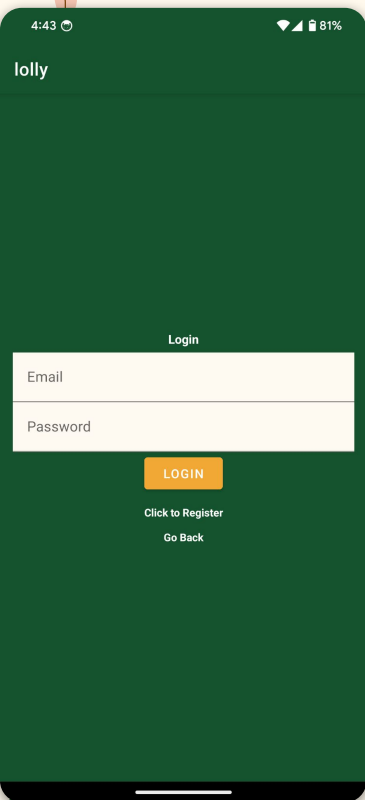 4:43 81%
lolly
Login
Email
Password
LOGIN
Click to Register
Go Back